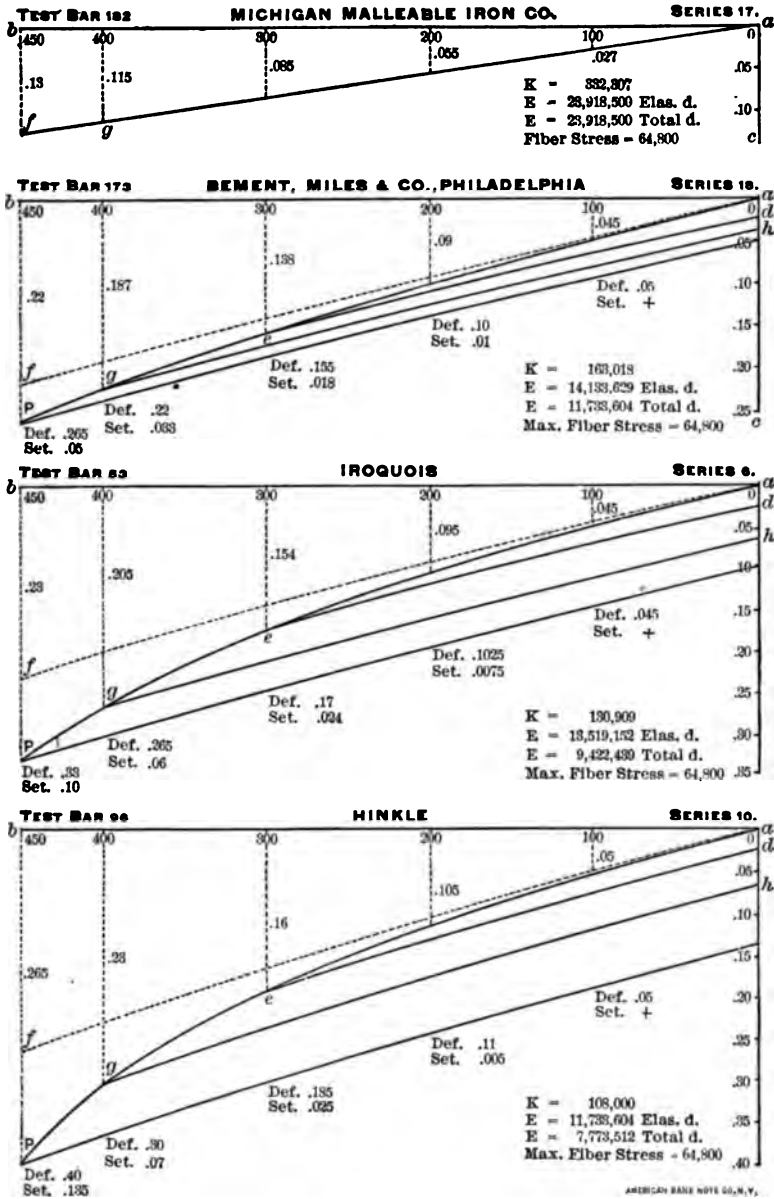 TEST BAR 182 MICHIGAN MALLEABLE IRON CO. SERIES 17.
b 450 400 300 200 100 0 a
.13 .115 .085 .055 .027 .05
K = 332,307
E = 23,918,500 Elas. d. .10
E = 23,918,500 Total d.
f g Fiber Stress = 64,800 c
TEST BAR 173 BEMENT, MILES & CO., PHILADELPHIA SERIES 18.
b 450 400 300 200 100 0 a
d
h
.22 .187 .138 .09 .045 .05
Def. .05 .10
Set. +
Def. .10 .15
e Set. .01
Def. .155
Set. .018
K = 163,018
f g E = 14,133,629 Elas. d. .20
P Def. .22 E = 11,733,604 Total d.
Set. .033 Max. Fiber Stress = 64,800 .25
Def. .265 c
Set. .05
TEST BAR 53 IROQUOIS SERIES 6.
b 450 400 300 200 100 0 a
d
.23 .205 .154 .095 .045 .05
h
.10
Def. .045 .15
Set. +
e Def. .1025
f Set. .0075 .20
Def. .17
g Set. .024 .25
K = 130,909
P Def. .265 E = 13,519,152 Elas. d. .30
Set. .06 E = 9,422,439 Total d.
Def. .33 Max. Fiber Stress = 64,800 .35
Set. .10
TEST BAR 96 HINKLE SERIES 10.
b 450 400 300 200 100 0 a
d
.265 .23 .16 .105 .05 .05
h
.10
.15
e Def. .05 .20
Set. +
f Def. .11 .25
Set. .005
g Def. .185 .30
Set. .025
K = 108,000
P Def. .30 E = 11,733,604 Elas. d. .35
Set. .07 E = 7,773,512 Total d.
Def. .40 Max. Fiber Stress = 64,800 .40
Set. .135
AMERICAN BANK NOTE CO, N.Y.